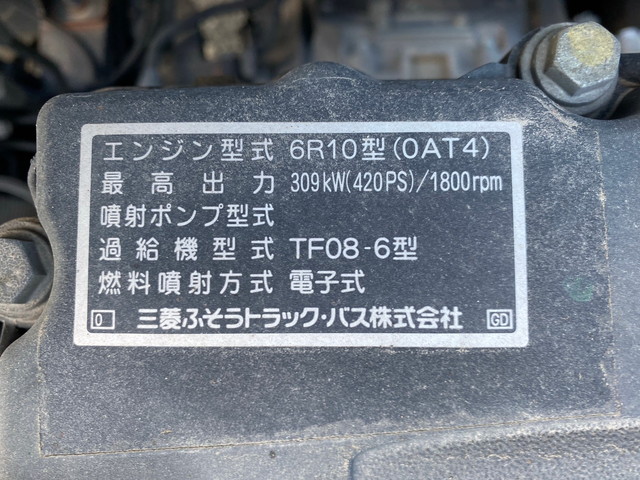 エンジン型式 6R10型(0AT4)
最高出力 309kW(420PS)/1800rpm
噴射ポンプ型式
過給機型式 TF08-6型
燃料噴射方式 電子式
0 三菱ふそうトラック・バス株式会社 GD